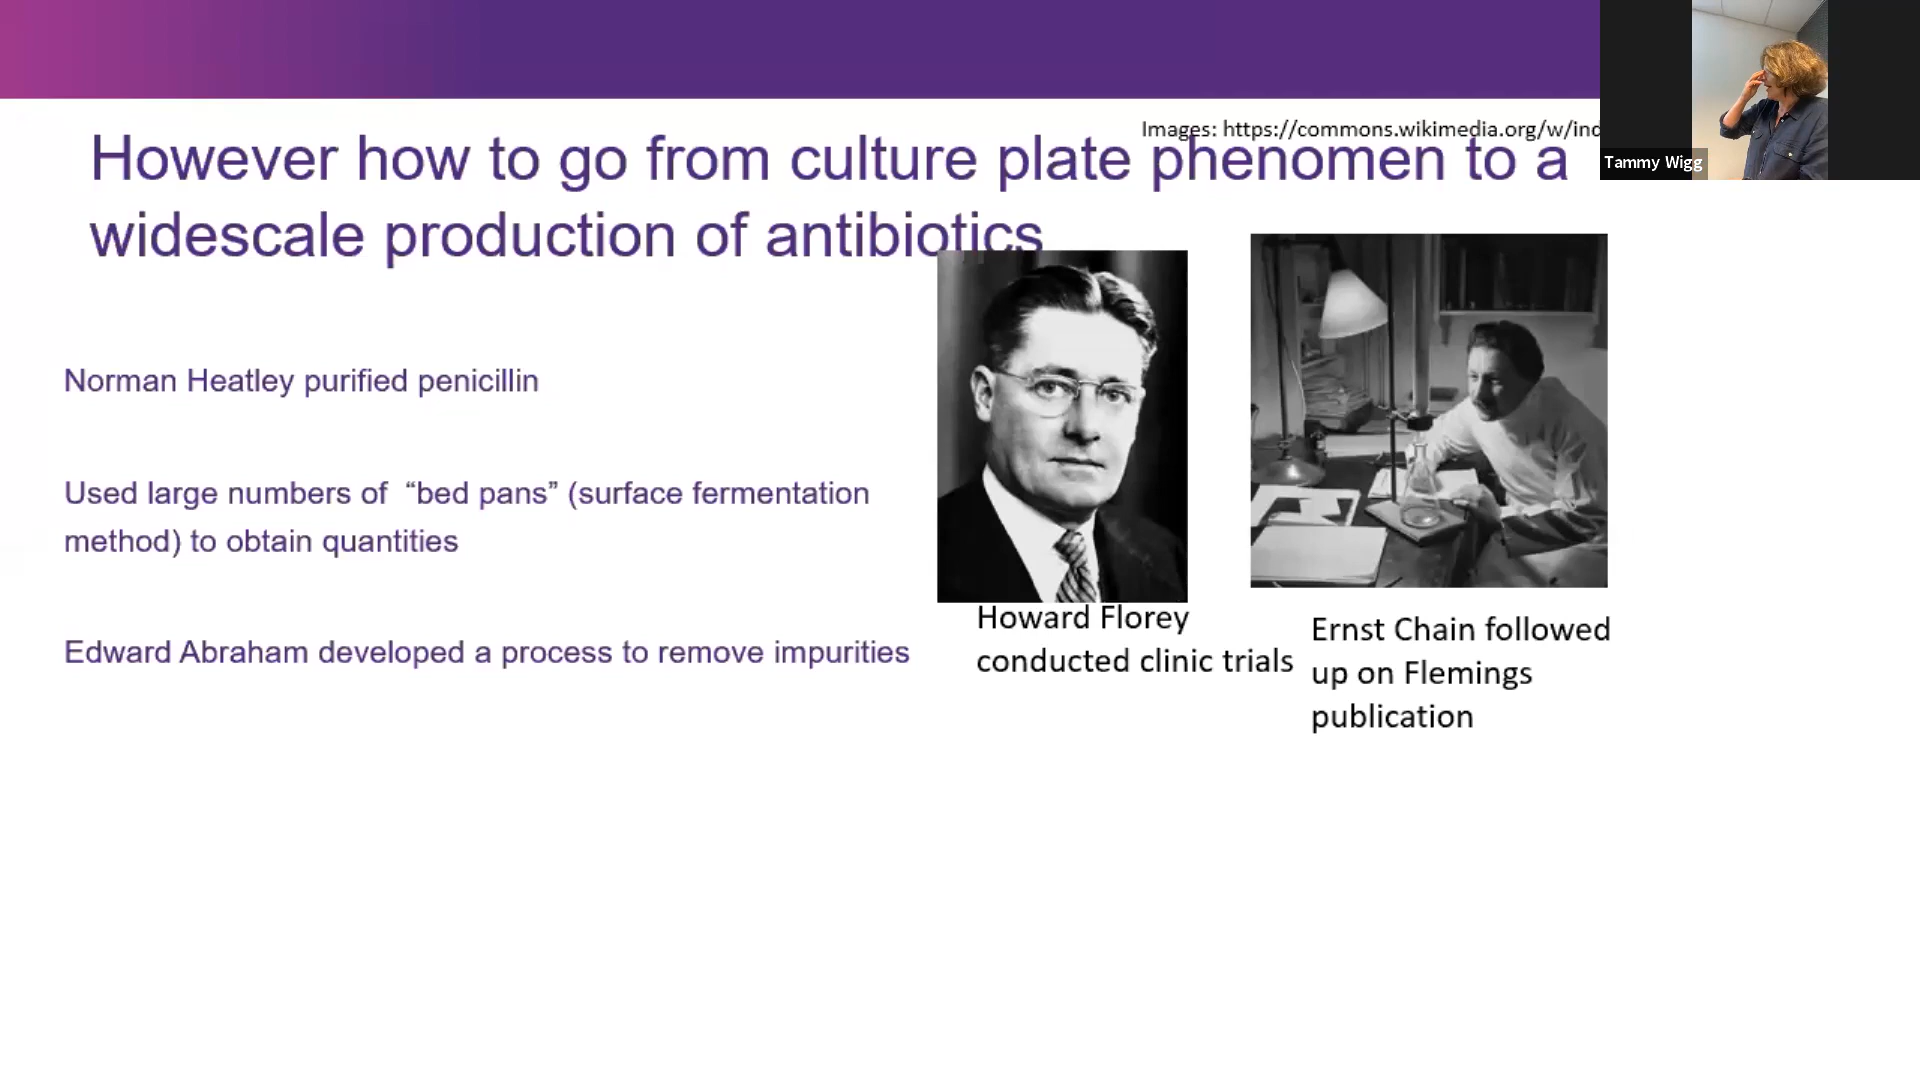 Images: https://commons.wikimedia.org/w/ind
However how to go from culture plate phenomen to a
widescale production of antibiotics
Tammy Wigg
Norman Heatley purified penicillin
Used large numbers of “bed pans” (surface fermentation
method) to obtain quantities
Edward Abraham developed a process to remove impurities
Howard Florey
conducted clinic trials
Ernst Chain followed
up on Flemings
publication